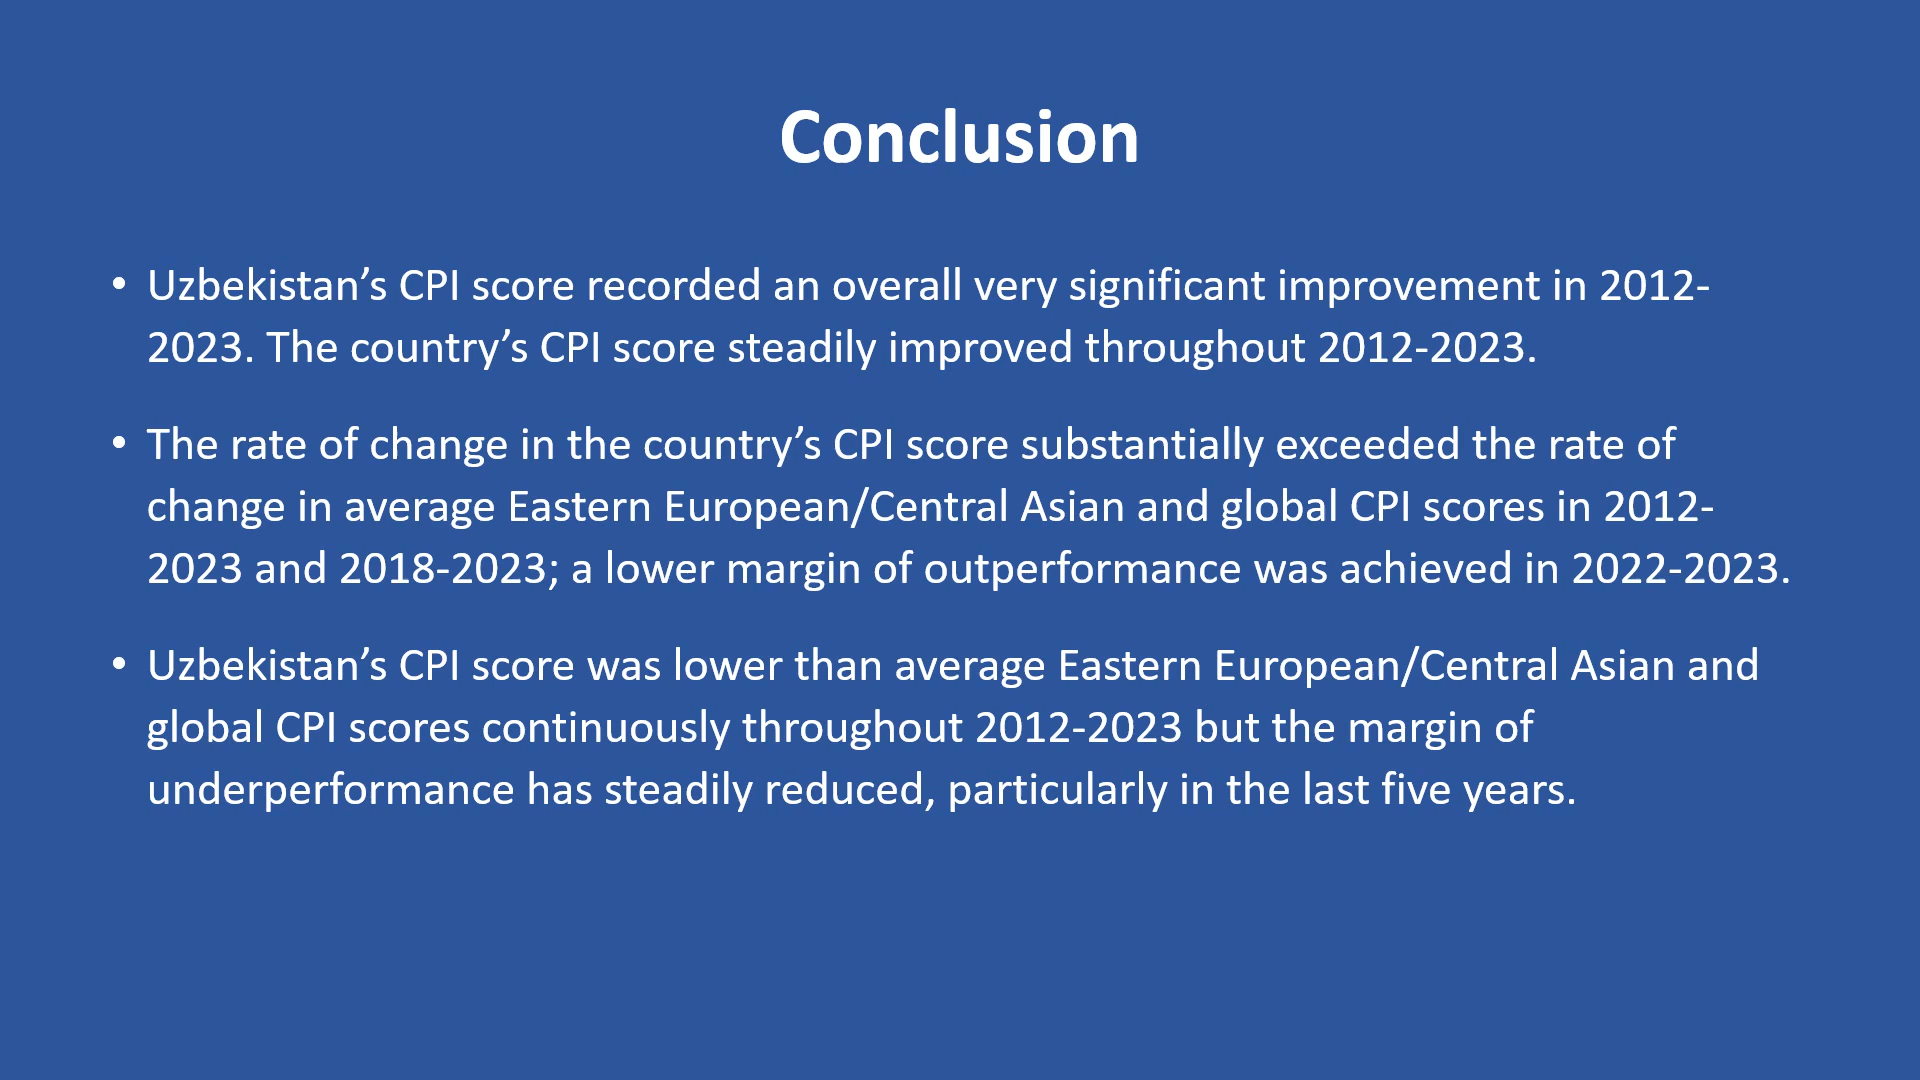 Conclusion
• Uzbekistan’s CPI score recorded an overall very significant improvement in 2012-
2023. The country’s CPI score steadily improved throughout 2012-2023.
• The rate of change in the country’s CPI score substantially exceeded the rate of
change in average Eastern European/Central Asian and global CPI scores in 2012-
2023 and 2018-2023; a lower margin of outperformance was achieved in 2022-2023.
• Uzbekistan’s CPI score was lower than average Eastern European/Central Asian and
global CPI scores continuously throughout 2012-2023 but the margin of
underperformance has steadily reduced, particularly in the last five years.